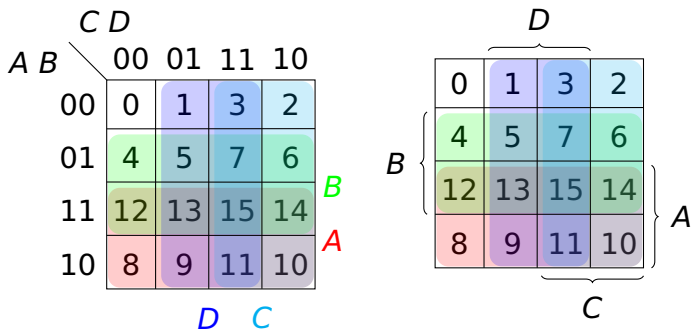 C D
A B
00 01 11 10
00 0 1 3 2
01 4 5 7 6
B
11 12 13 15 14
A
10 8 9 11 10
D C
D
0 1 3 2
4 5 7 6
B
12 13 15 14
A
8 9 11 10
C